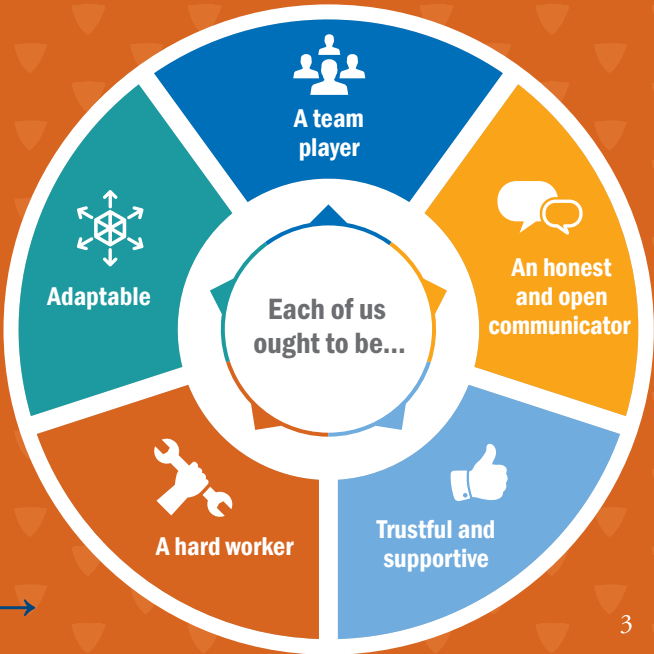 A team
player
An honest
and open
communicator
Each of us
ought to be...
Adaptable
Trustful and
supportive
A hard worker
3